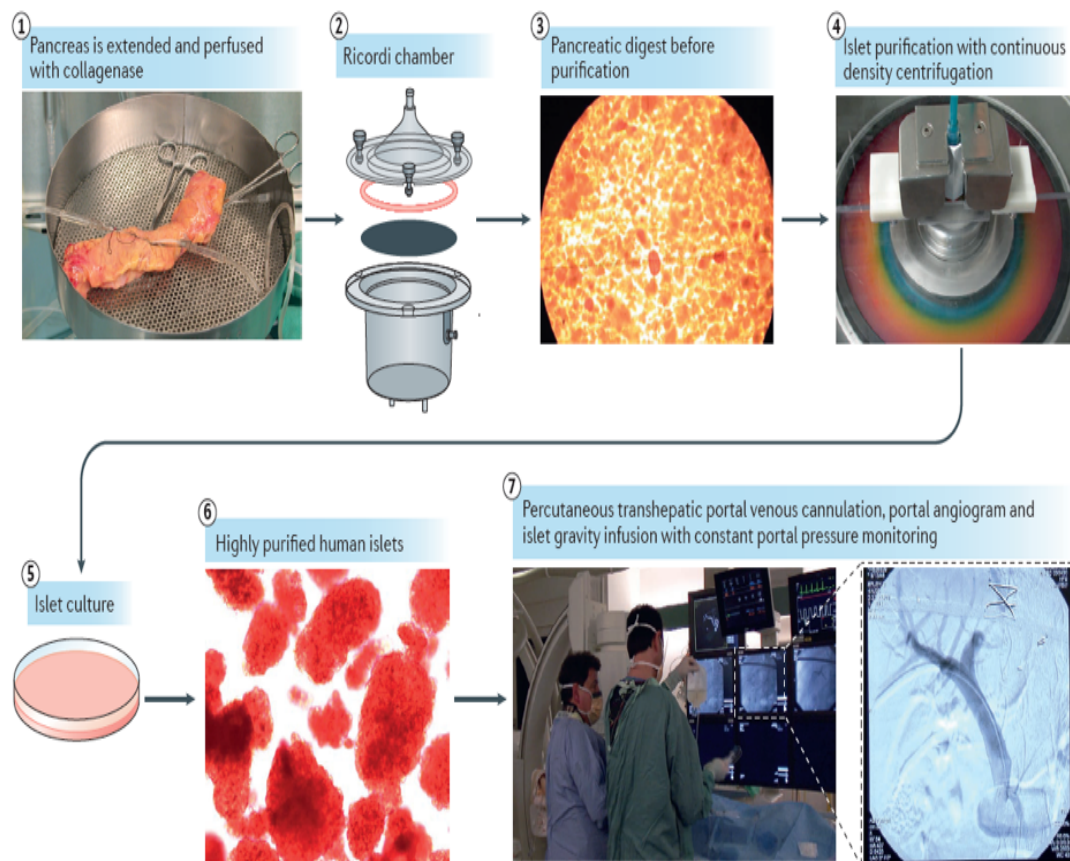 1
Pancreas is extended and perfused
with collagenase
2
Ricordi chamber
3
Pancreatic digest before
purification
4
Islet purification with continuous
density centrifugation
5
Islet culture
6
Highly purified human islets
7
Percutaneous transhepatic portal venous cannulation, portal angiogram and
islet gravity infusion with constant portal pressure monitoring